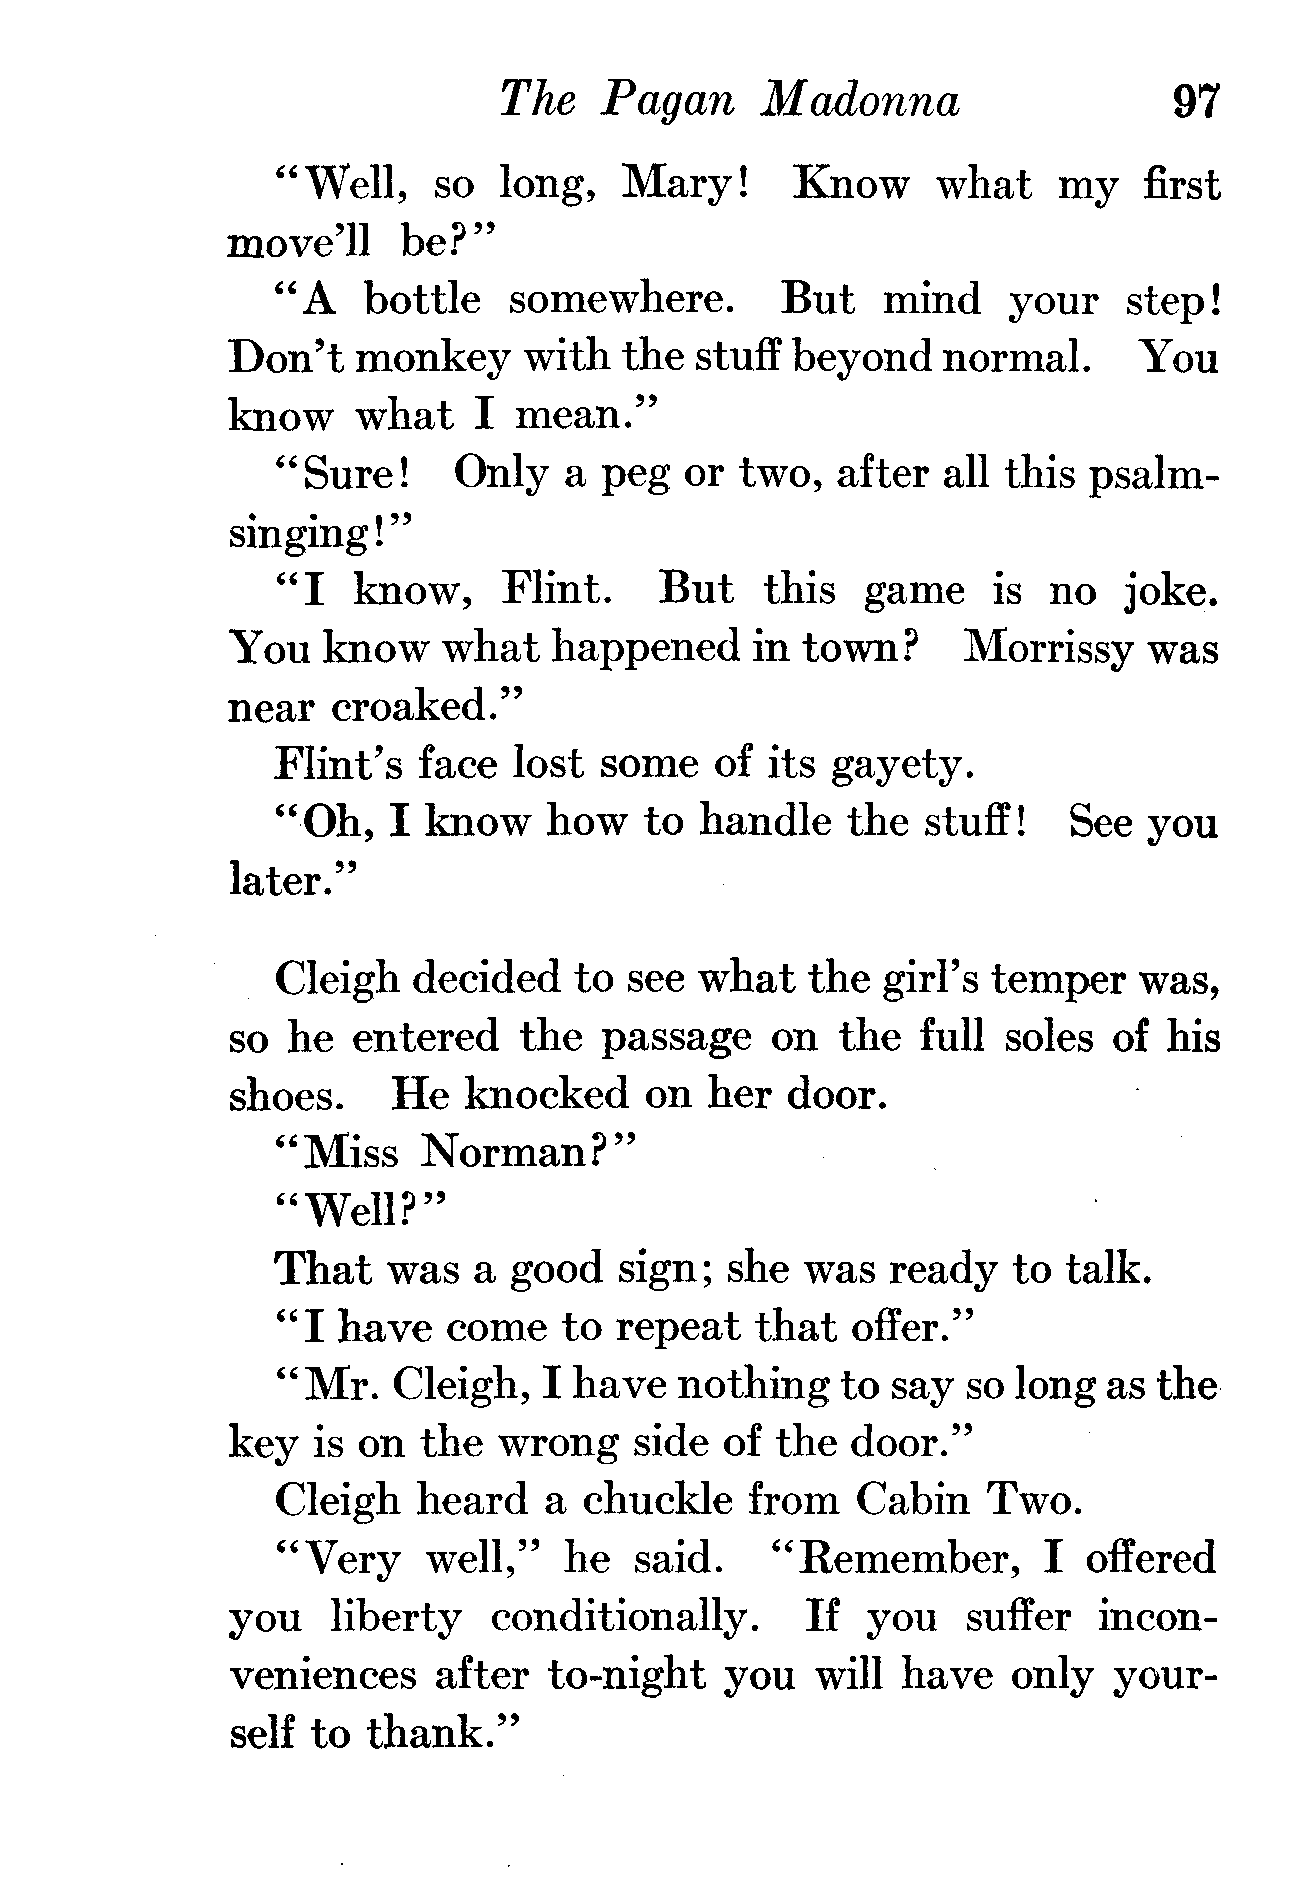 The Pagan Madonna 97
“Well, so long, Mary! Know what my first
move’ll be?”
“A bottle somewhere. But mind your step!
Don’t monkey with the stuff beyond normal. You
know what I mean.”
“Sure! Only a peg or two, after all this psalm-
singing!”
“I know, Flint. But this game is no joke.
You know what happened in town? Morrissy was
near croaked.”
Flint’s face lost some of its gayety.
“Oh, I know how to handle the stuff! See you
later.”
Cleigh decided to see what the girl’s temper was,
so he entered the passage on the full soles of his
shoes. He knocked on her door.
“Miss Norman?”
“Well?”
That was a good sign; she was ready to talk.
“I have come to repeat that offer.”
“Mr. Cleigh, I have nothing to say so long as the
key is on the wrong side of the door.”
Cleigh heard a chuckle from Cabin Two.
“Very well,” he said. “Remember, I offered
you liberty conditionally. If you suffer incon-
veniences after to-night you will have only your-
self to thank.”